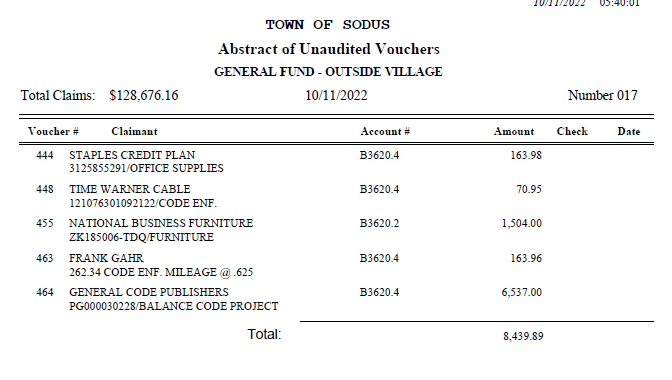 10/11/2022 05:40:01
TOWN OF SODUS
Abstract of Unaudited Vouchers
GENERAL FUND - OUTSIDE VILLAGE
Total Claims: $128,676.16 10/11/2022 Number 017
Voucher # Claimant Account # Amount Check Date
444 STAPLES CREDIT PLAN B3620.4 163.98
3125855291/OFFICE SUPPLIES
448 TIME WARNER CABLE B3620.4 70.95
121076301092122/CODE ENF.
455 NATIONAL BUSINESS FURNITURE B3620.2 1,504.00
ZK185006-TDQ/FURNITURE
463 FRANK GAHR B3620.4 163.96
262.34 CODE ENF. MILEAGE @ .625
464 GENERAL CODE PUBLISHERS B3620.4 6,537.00
PG000030228/BALANCE CODE PROJECT
Total: 8,439.89